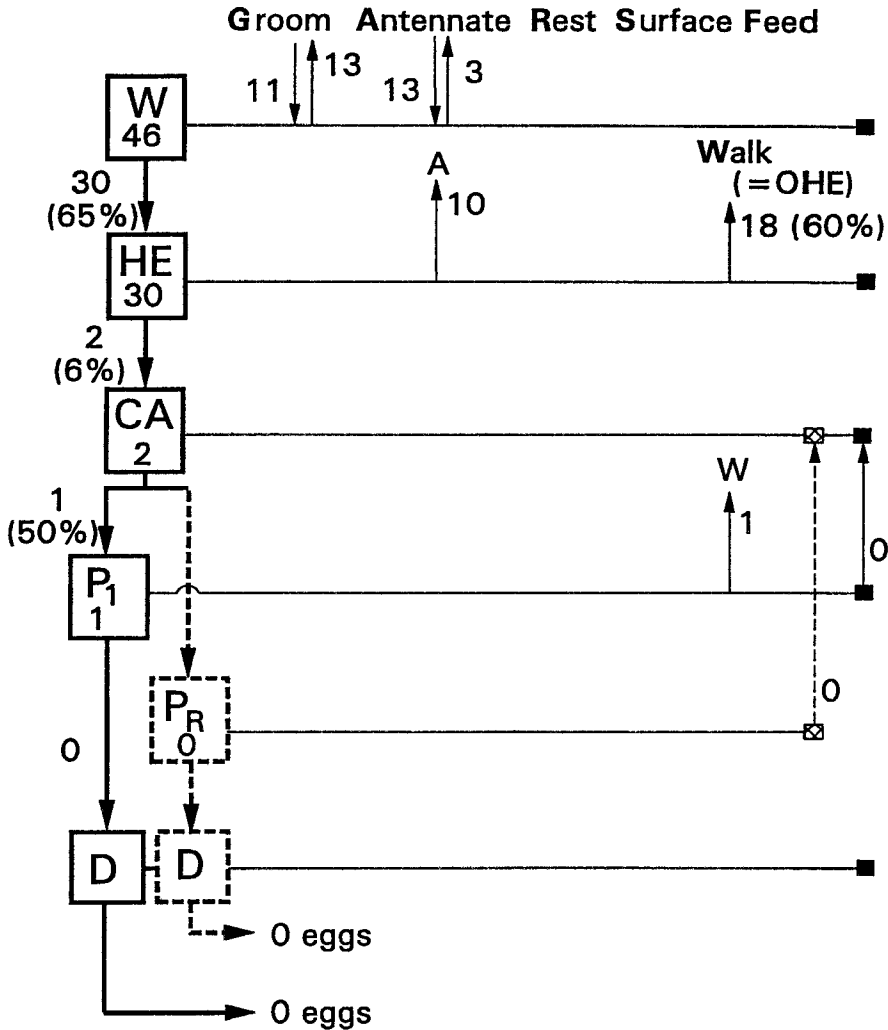 Groom Antennate Rest Surface Feed
11 13 13 3
W
46
Walk
(=OHE)
30
(65%)
A
10
18 (60%)
HE
30
2
(6%)
CA
2
W
1
1
(50%)
0
P1
1
PR
0
0
0
D D
0 eggs
0 eggs